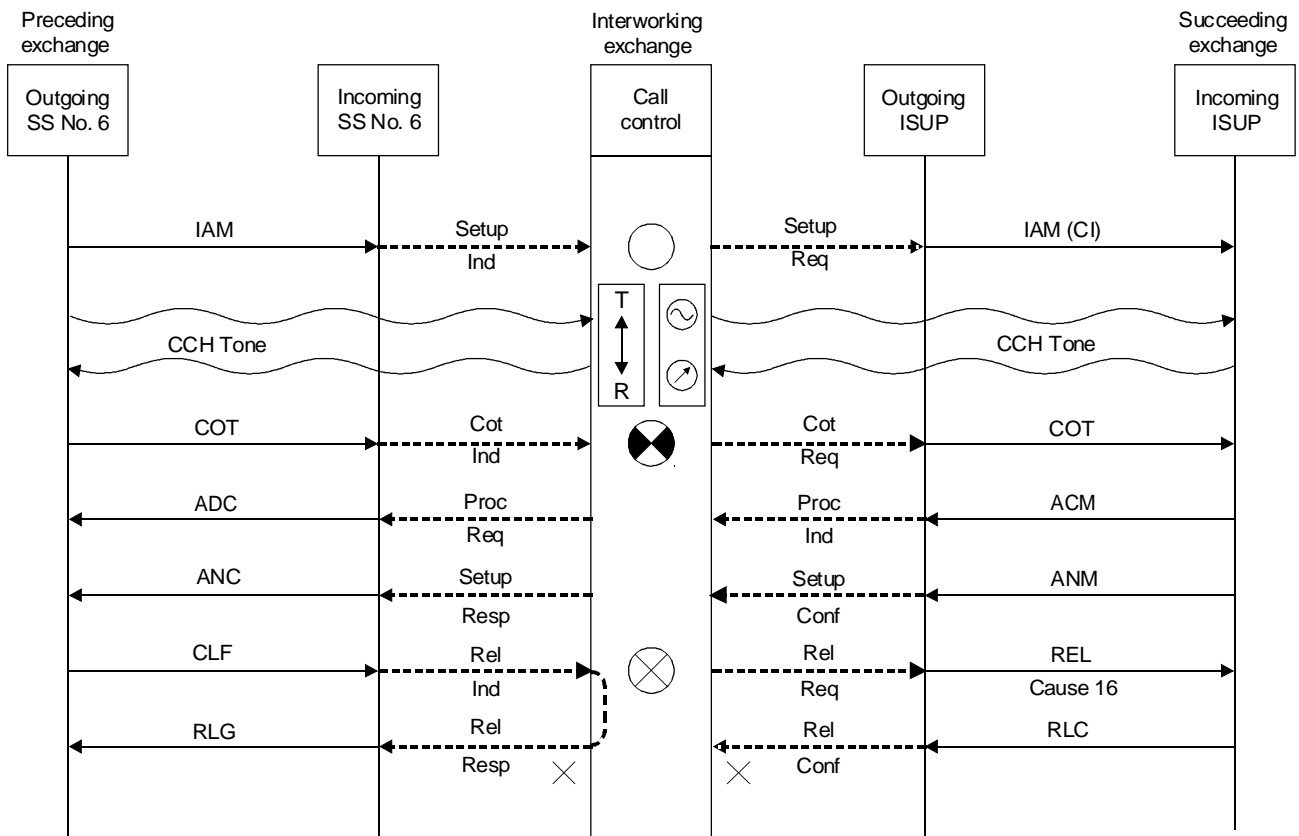 Preceding
exchange
Interworking
exchange
Succeeding
exchange
Outgoing
SS No. 6
Incoming
SS No. 6
Call
control
Outgoing
ISUP
Incoming
ISUP
IAM
Setup
Ind
Setup
Req
IAM (CI)
T
R
CCH Tone
CCH Tone
COT
Cot
Ind
Cot
Req
COT
ADC
Proc
Req
Proc
Ind
ACM
ANC
Setup
Resp
Setup
Conf
ANM
CLF
Rel
Ind
Rel
Req
REL
Cause 16
RLG
Rel
Resp
Rel
Conf
RLC